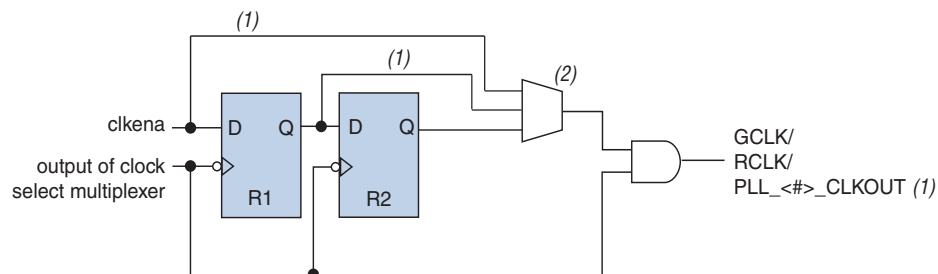 (1)
(1)
(2)
clkena
D
Q
D
Q
GCLK/
RCLK/
PLL_<#>_CLKOUT (1)
output of clock
select multiplexer
R1
R2